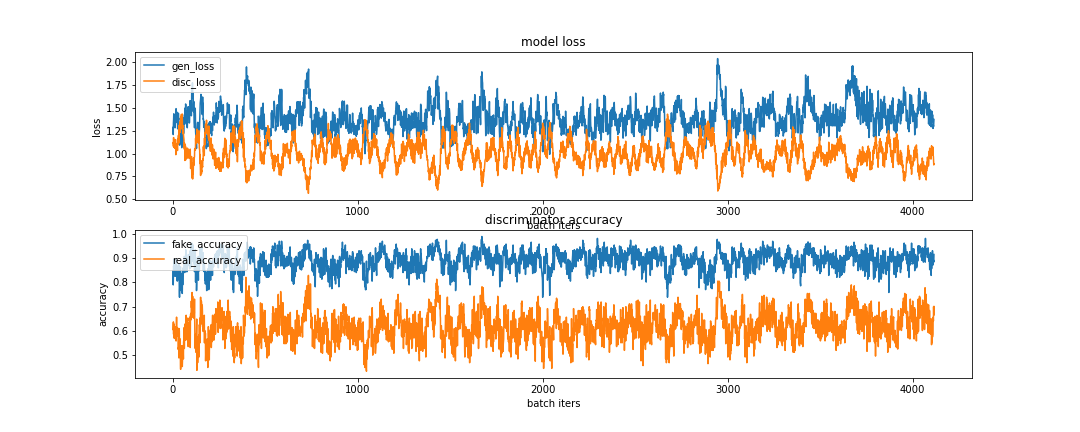 model loss
2.00
1.75
1.50
1.25
1.00
0.75
0.50
loss
gen_loss
disc_loss
0 1000 2000 3000 4000
batch iters
discriminator accuracy
1.0
0.9
0.8
0.7
0.6
0.5
accuracy
fake_accuracy
real_accuracy
0 1000 2000 3000 4000
batch iters